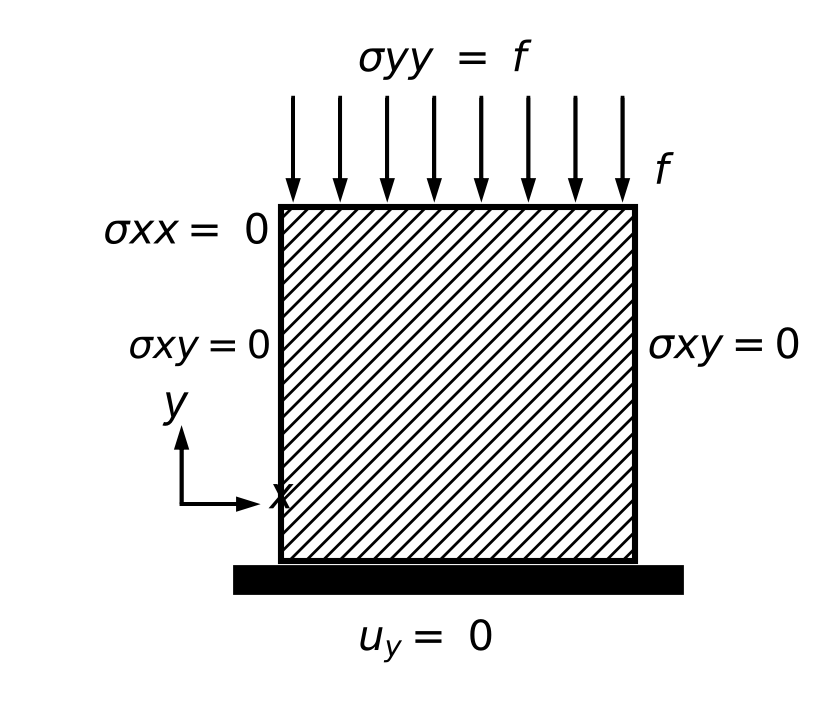 σyy = f
f
σxx = 0
σxy = 0
σxy = 0
y
x
u_y = 0